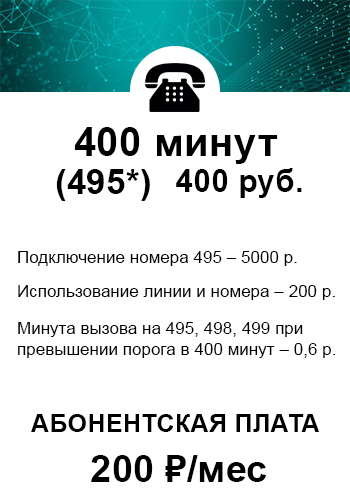 400 минут
(495*) 400 руб.
Подключение номера 495 – 5000 р.
Использование линии и номера – 200 р.
Минута вызова на 495, 498, 499 при
превышении порога в 400 минут – 0,6 р.
АБОНЕНТСКАЯ ПЛАТА
200 ₽/мес